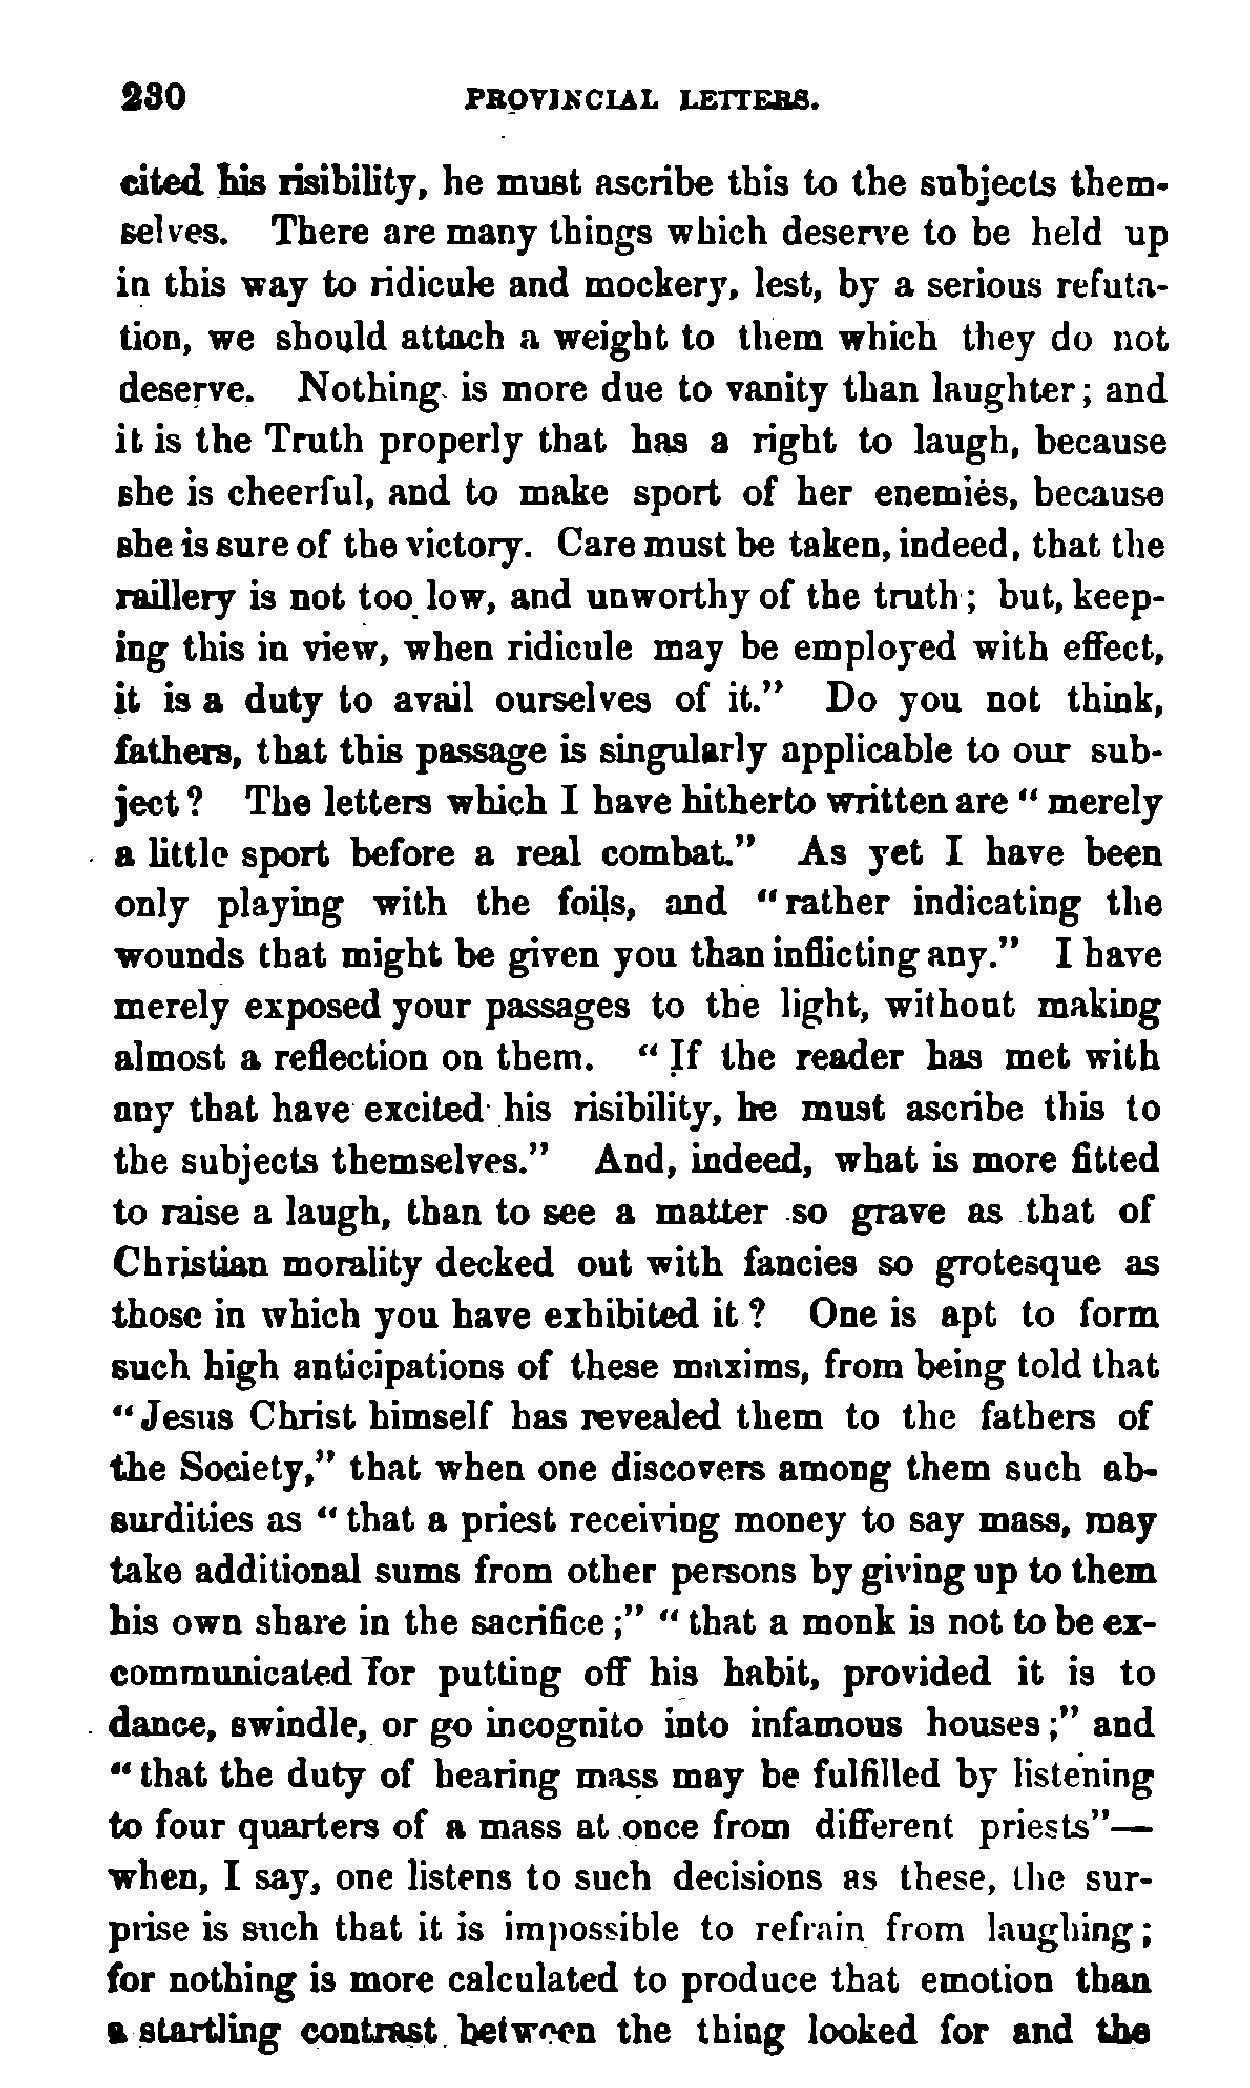 230 PROVINCIAL LETTERS.
cited his risibility, he must ascribe this to the subjects them-
selves. There are many things which deserve to be held up
in this way to ridicule and mockery, lest, by a serious refuta-
tion, we should attach a weight to them which they do not
deserve. Nothing is more due to vanity than laughter; and
it is the Truth properly that has a right to laugh, because
she is cheerful, and to make sport of her enemies, because
she is sure of the victory. Care must be taken, indeed, that the
raillery is not too low, and unworthy of the truth; but, keep-
ing this in view, when ridicule may be employed with effect,
it is a duty to avail ourselves of it." Do you not think,
fathers, that this passage is singularly applicable to our sub-
ject? The letters which I have hitherto written are "merely
a little sport before a real combat." As yet I have been
only playing with the foils, and "rather indicating the
wounds that might be given you than inflicting any." I have
merely exposed your passages to the light, without making
almost a reflection on them. "If the reader has met with
any that have excited his risibility, he must ascribe this to
the subjects themselves." And, indeed, what is more fitted
to raise a laugh, than to see a matter so grave as that of
Christian morality decked out with fancies so grotesque as
those in which you have exhibited it? One is apt to form
such high anticipations of these maxims, from being told that
"Jesus Christ himself has revealed them to the fathers of
the Society," that when one discovers among them such ab-
surdities as "that a priest receiving money to say mass, may
take additional sums from other persons by giving up to them
his own share in the sacrifice;" "that a monk is not to be ex-
communicated for putting off his habit, provided it is to
dance, swindle, or go incognito into infamous houses;" and
"that the duty of hearing mass may be fulfilled by listening
to four quarters of a mass at once from different priests"—
when, I say, one listens to such decisions as these, the sur-
prise is such that it is impossible to refrain from laughing;
for nothing is more calculated to produce that emotion than
a startling contrast between the thing looked for and the